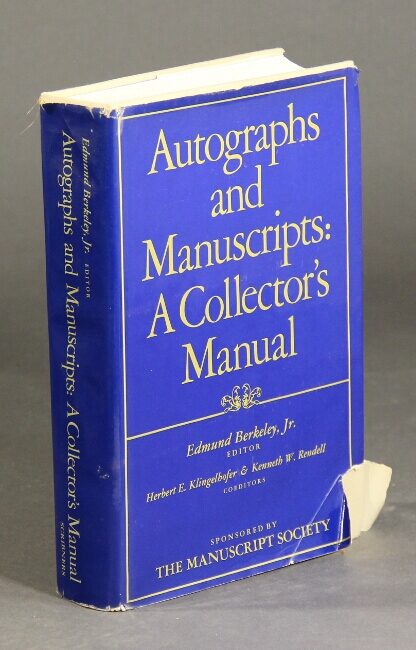 Autographs
and
Manuscripts:
A Collector's
Manual
Edmund Berkeley, Jr.
EDITOR
Herbert E. Klingelhofer & Kenneth W. Rendell
COEDITORS
SPONSORED BY
THE MANUSCRIPT SOCIETY
Edmund Berkeley, Jr. EDITOR
Autographs and Manuscripts: A Collector's Manual
SCRIBNERS